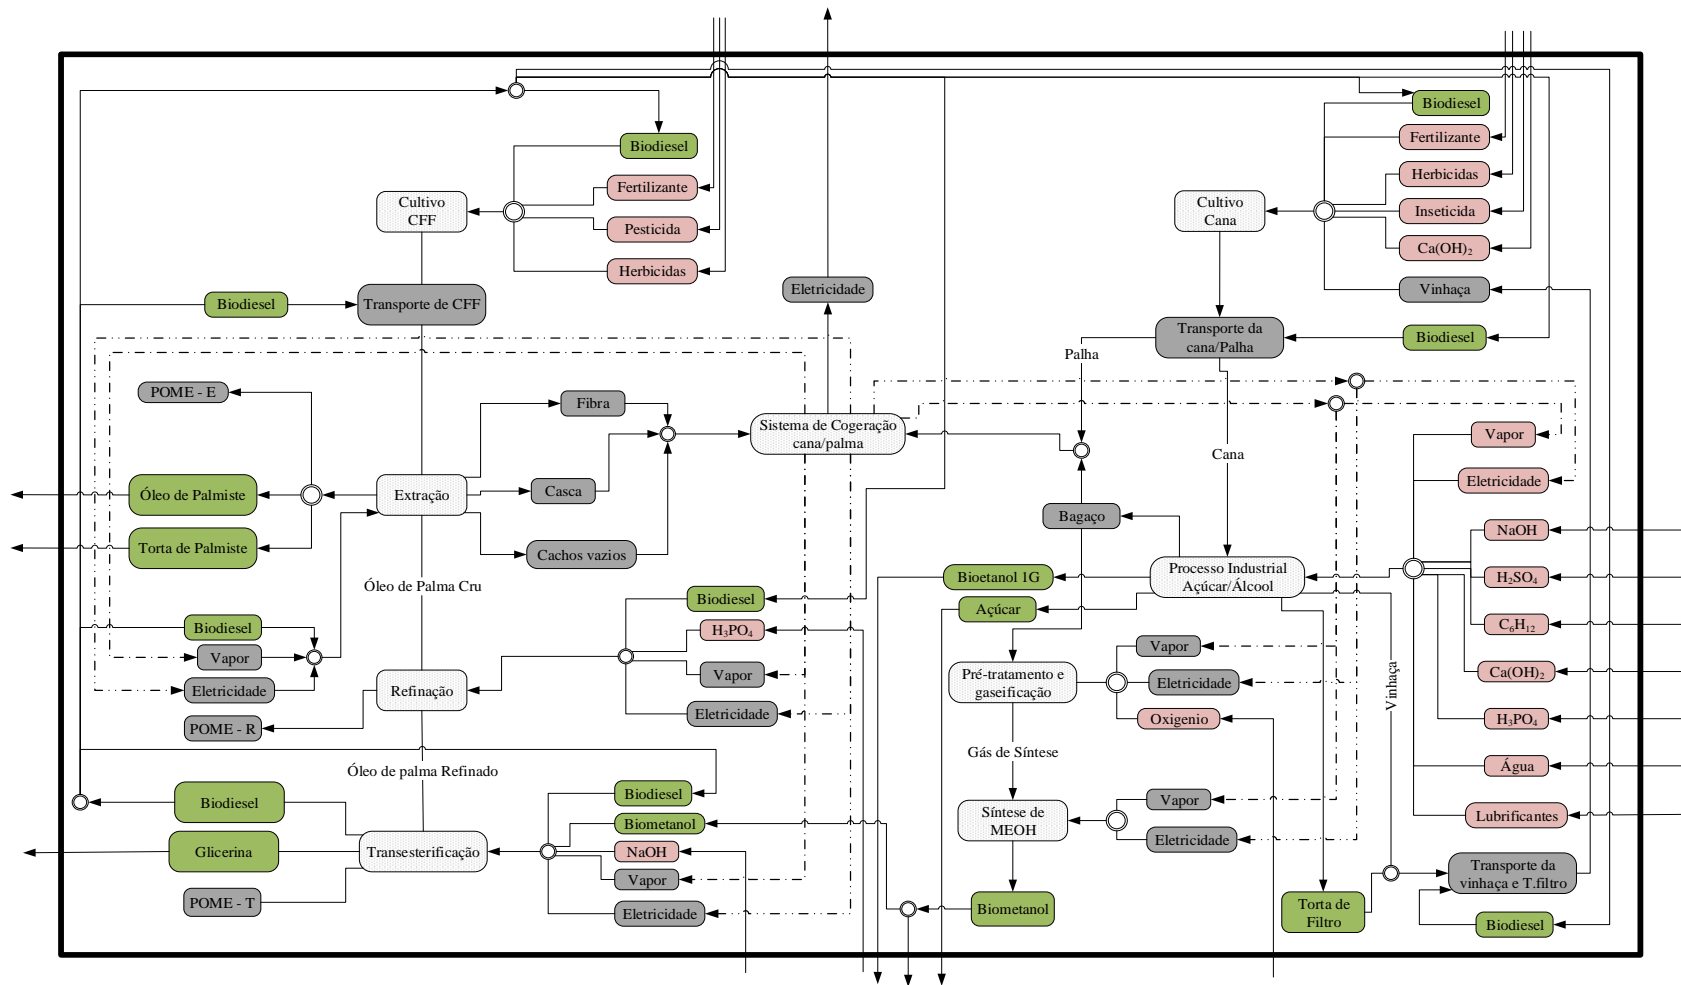 Biodiesel
Fertilizante
Pesticida
Herbicidas
Cultivo
CFF
Biodiesel
Transporte de CFF
Eletricidade
Biodiesel
Fertilizante
Herbicidas
Inseticida
Ca(OH)₂
Vinhaça
Cultivo
Cana
Transporte da
cana/Palha
Biodiesel
Palha
Cana
POME - E
Óleo de Palmiste
Torta de Palmiste
Extração
Fibra
Casca
Cachos vazios
Sistema de Cogeração
cana/palma
Vapor
Eletricidade
NaOH
H₂SO₄
C₆H₁₂
Ca(OH)₂
H₃PO₄
Água
Lubrificantes
Bagaço
Processo Industrial
Açúcar/Álcool
Bioetanol 1G
Açúcar
Óleo de Palma Cru
Biodiesel
Vapor
Eletricidade
POME - R
Refinação
Biodiesel
H₃PO₄
Vapor
Eletricidade
Pré-tratamento e
gaseificação
Vapor
Eletricidade
Oxigenio
Vinhaça
Gás de Síntese
Óleo de palma Refinado
Biodiesel
Glicerina
POME - T
Transesterificação
Biodiesel
Biometanol
NaOH
Vapor
Eletricidade
Síntese de
MEOH
Vapor
Eletricidade
Biometanol
Torta de
Filtro
Transporte da
vinhaça e T.filtro
Biodiesel